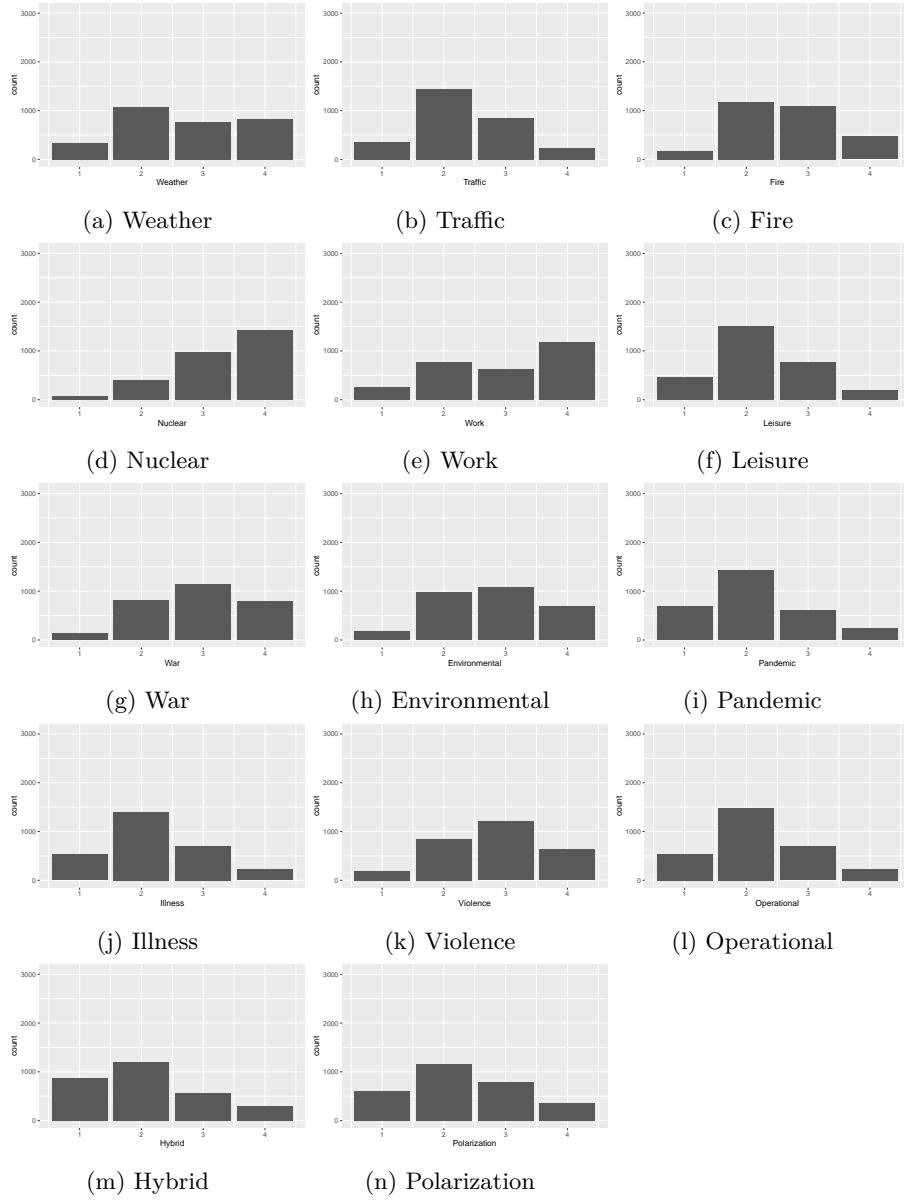 3000
2000
count
1000
0
1 2 3 4
Weather
(a) Weather
3000
2000
count
1000
0
1 2 3 4
Traffic
(b) Traffic
3000
2000
count
1000
0
1 2 3 4
Fire
(c) Fire
3000
2000
count
1000
0
1 2 3 4
Nuclear
(d) Nuclear
3000
2000
count
1000
0
1 2 3 4
Work
(e) Work
3000
2000
count
1000
0
1 2 3 4
Leisure
(f) Leisure
3000
2000
count
1000
0
1 2 3 4
War
(g) War
3000
2000
count
1000
0
1 2 3 4
Environmental
(h) Environmental
3000
2000
count
1000
0
1 2 3 4
Pandemic
(i) Pandemic
3000
2000
count
1000
0
1 2 3 4
Illness
(j) Illness
3000
2000
count
1000
0
1 2 3 4
Violence
(k) Violence
3000
2000
count
1000
0
1 2 3 4
Operational
(l) Operational
3000
2000
count
1000
0
1 2 3 4
Hybrid
(m) Hybrid
3000
2000
count
1000
0
1 2 3 4
Polarization
(n) Polarization